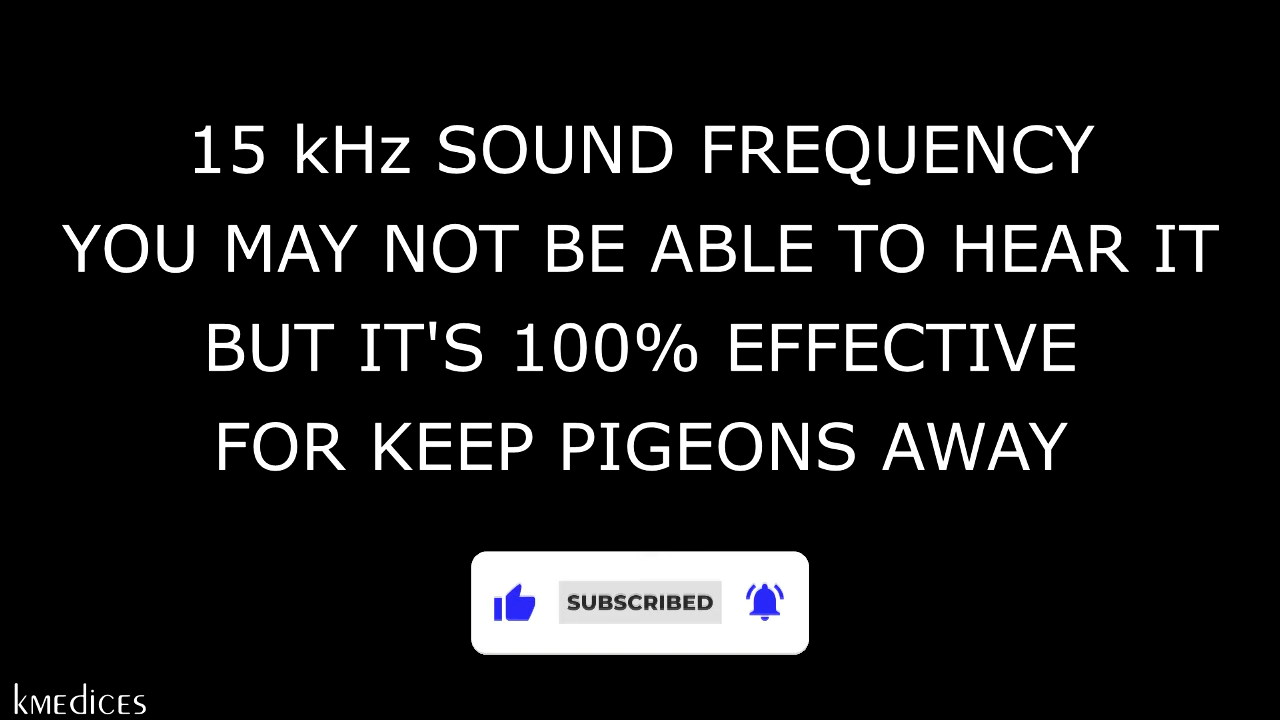 15 kHz SOUND FREQUENCY
YOU MAY NOT BE ABLE TO HEAR IT
BUT IT'S 100% EFFECTIVE
FOR KEEP PIGEONS AWAY
SUBSCRIBED
kmedices